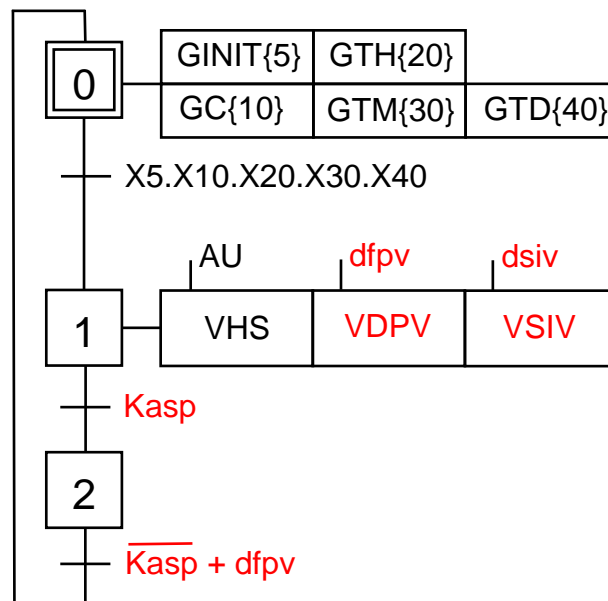 0
GINIT{5} GTH{20}
GC{10} GTM{30} GTD{40}
X5.X10.X20.X30.X40
AU dfpv dsiv
1 VHS VDPV VSIV
Kasp
2
K̅a̅s̅p̅ + dfpv